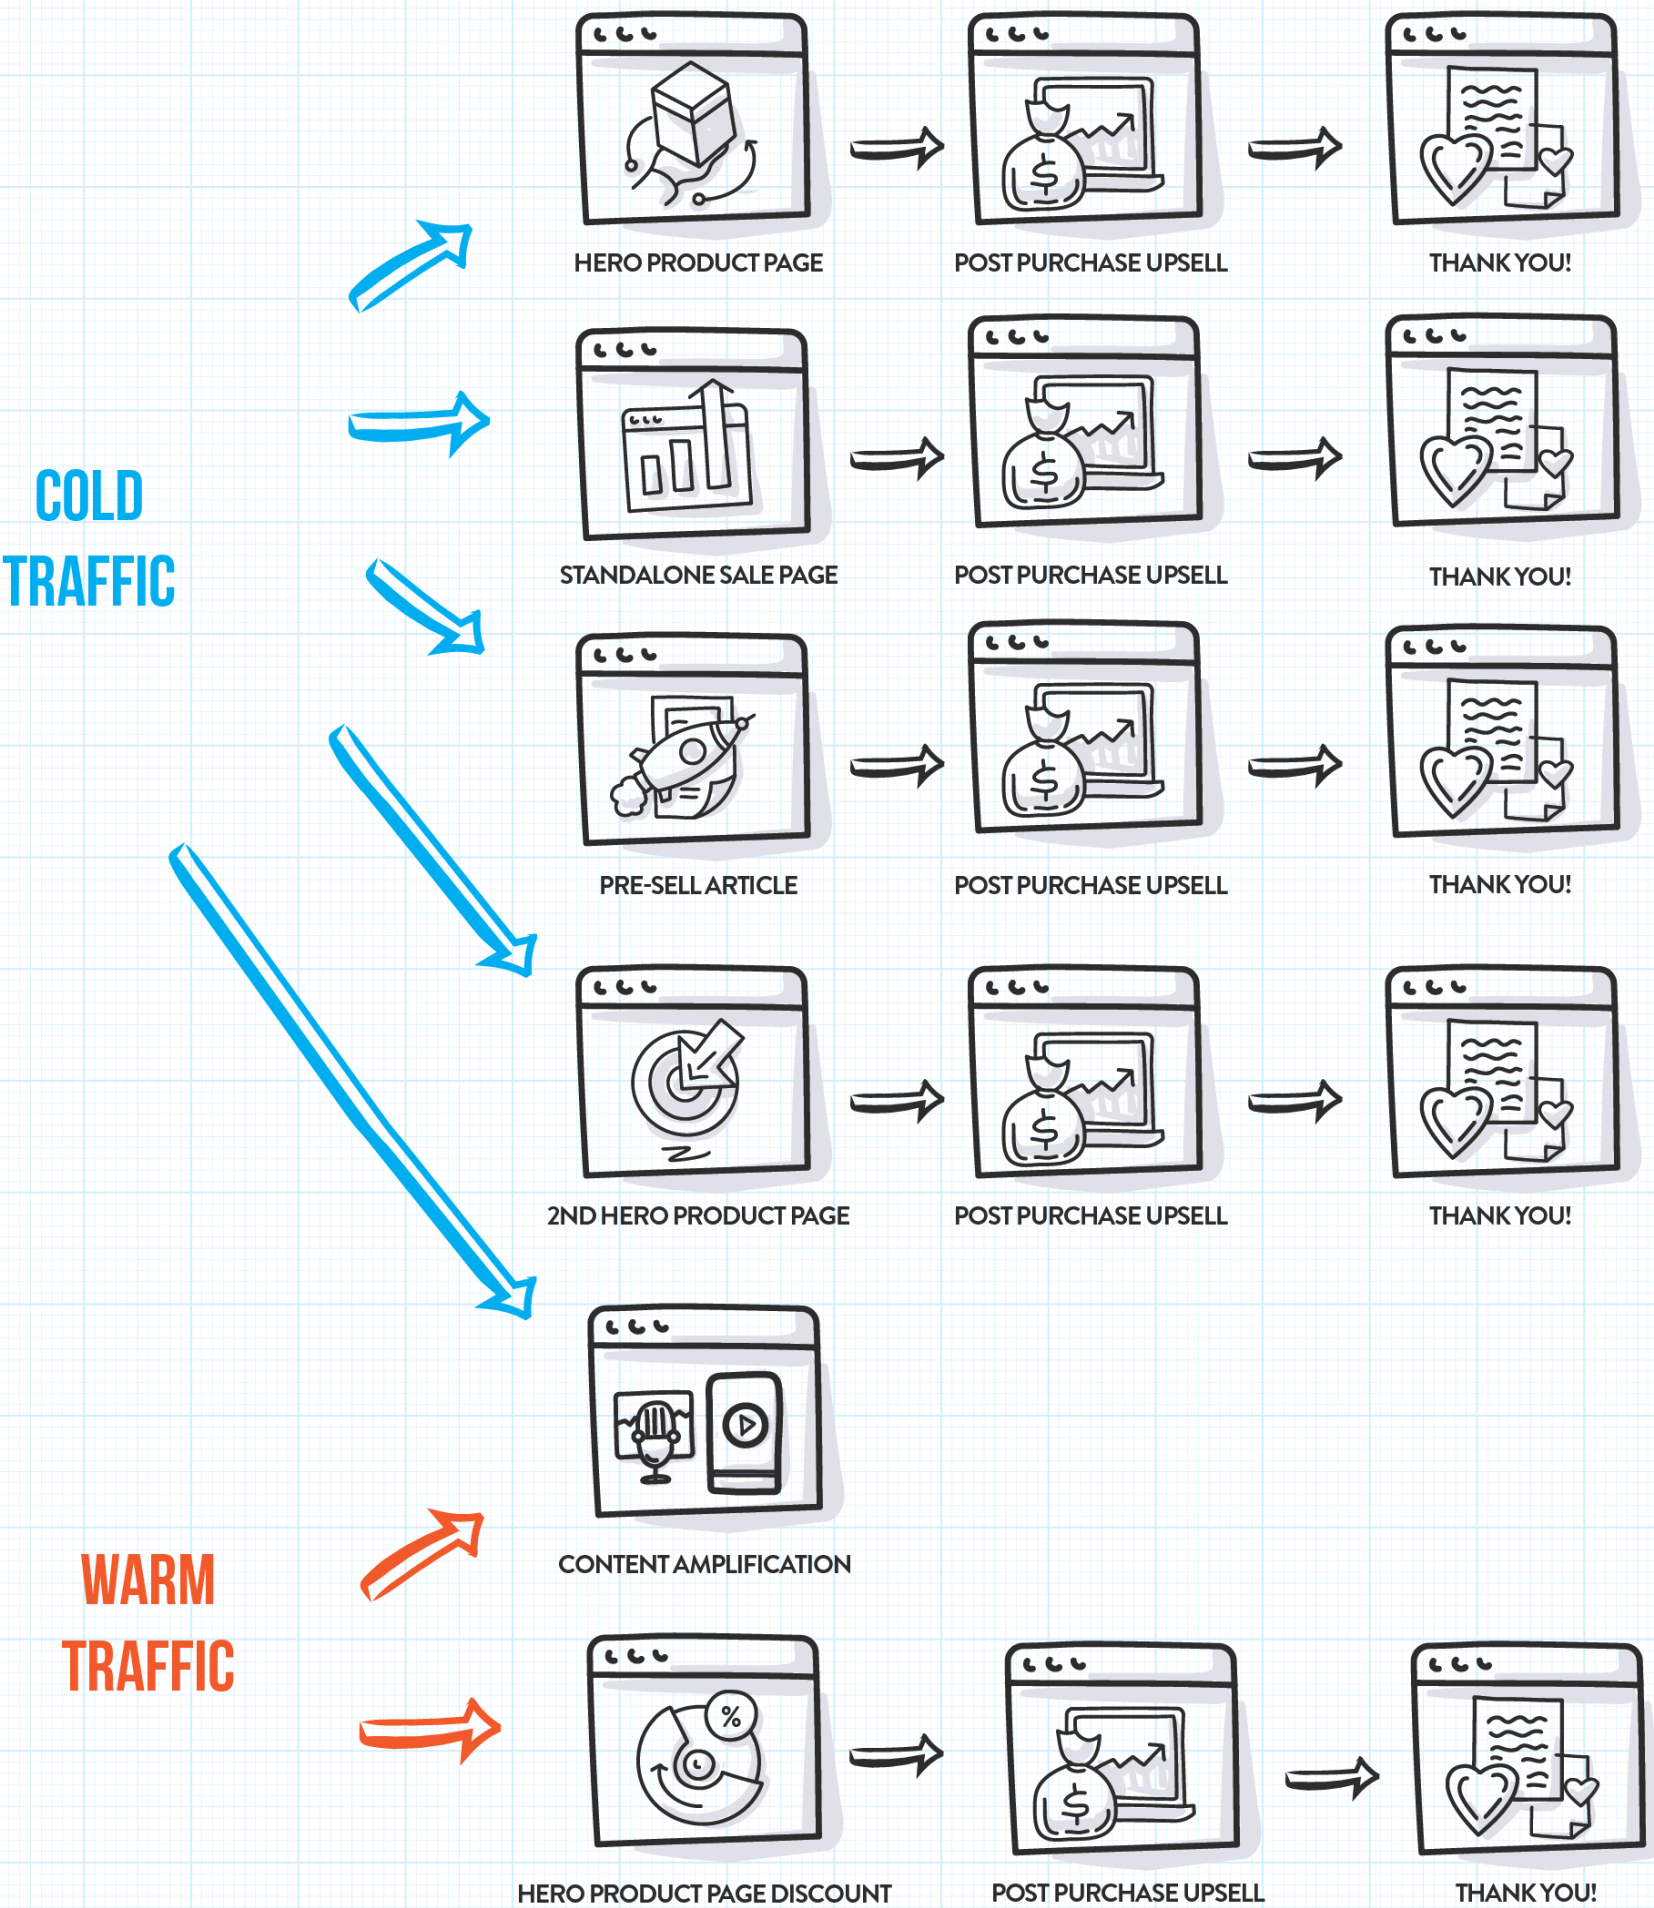 HERO PRODUCT PAGE
POST PURCHASE UPSELL
THANK YOU!
COLD
TRAFFIC
$
STANDALONE SALE PAGE
POST PURCHASE UPSELL
THANK YOU!
$
PRE-SELL ARTICLE
POST PURCHASE UPSELL
THANK YOU!
$
2ND HERO PRODUCT PAGE
POST PURCHASE UPSELL
THANK YOU!
$
CONTENT AMPLIFICATION
WARM
TRAFFIC
%
$
HERO PRODUCT PAGE DISCOUNT
POST PURCHASE UPSELL
THANK YOU!